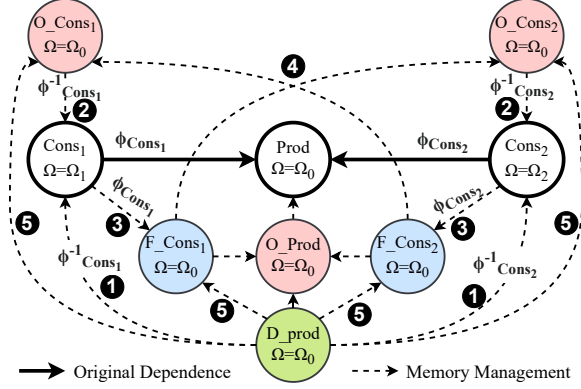 O_Cons1
Ω=Ω0
O_Cons2
Ω=Ω0
4
ϕ-1Cons1
2
ϕ-1Cons2
2
Cons1
Ω=Ω1
ϕCons1
Prod
Ω=Ω0
ϕCons2
Cons2
Ω=Ω2
ϕCons1
3
ϕCons2
3
5
5
F_Cons1
Ω=Ω0
O_Prod
Ω=Ω0
F_Cons2
Ω=Ω0
ϕ-1Cons1
1
ϕ-1Cons2
1
5
5
D_prod
Ω=Ω0
Original Dependence
Memory Management